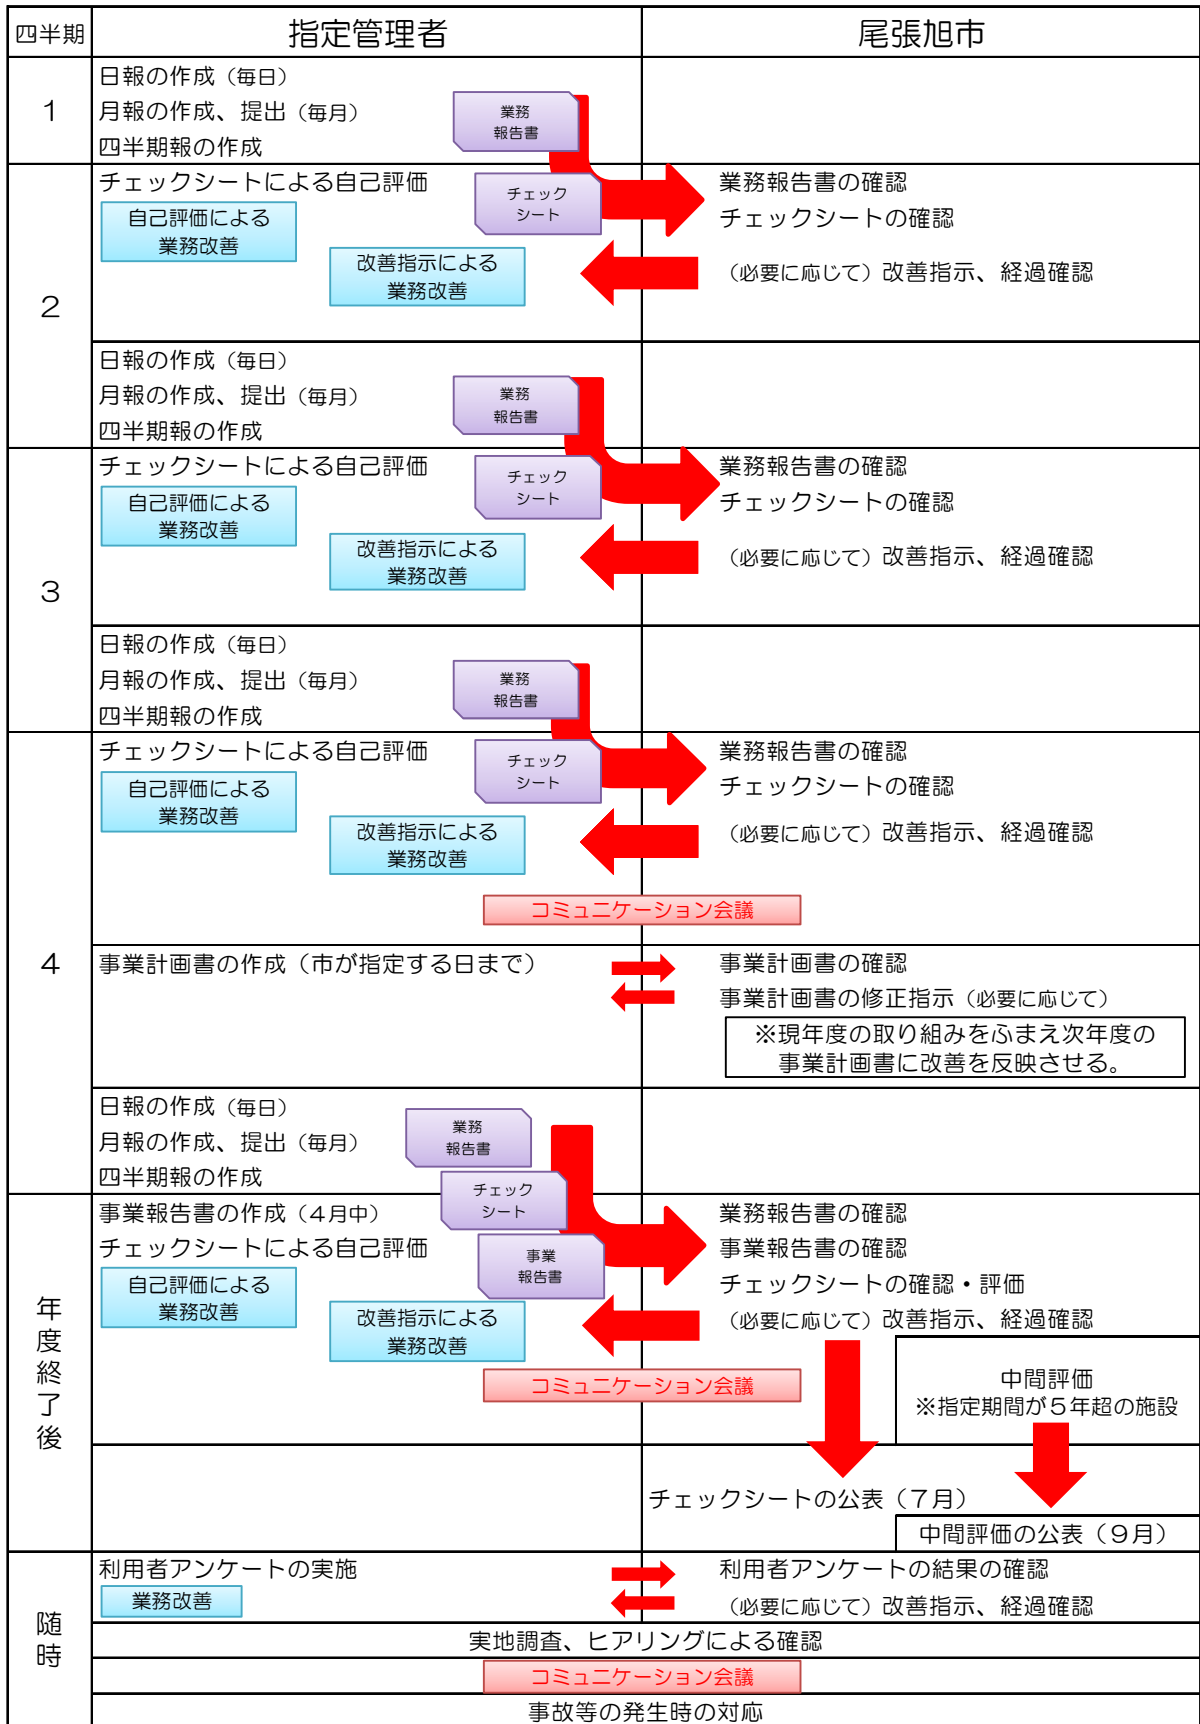 四半期
指定管理者
尾張旭市
1
日報の作成（毎日）
月報の作成、提出（毎月）
四半期報の作成
業務
報告書
2
チェックシートによる自己評価
自己評価による
業務改善
改善指示による
業務改善
チェック
シート
業務報告書の確認
チェックシートの確認
（必要に応じて）改善指示、経過確認
日報の作成（毎日）
月報の作成、提出（毎月）
四半期報の作成
業務
報告書
3
チェックシートによる自己評価
自己評価による
業務改善
改善指示による
業務改善
チェック
シート
業務報告書の確認
チェックシートの確認
（必要に応じて）改善指示、経過確認
日報の作成（毎日）
月報の作成、提出（毎月）
四半期報の作成
業務
報告書
4
チェックシートによる自己評価
自己評価による
業務改善
改善指示による
業務改善
チェック
シート
業務報告書の確認
チェックシートの確認
（必要に応じて）改善指示、経過確認
コミュニケーション会議
事業計画書の作成（市が指定する日まで）
事業計画書の確認
事業計画書の修正指示（必要に応じて）
※現年度の取り組みをふまえ次年度の
事業計画書に改善を反映させる。
日報の作成（毎日）
月報の作成、提出（毎月）
四半期報の作成
業務
報告書
チェック
シート
事業
報告書
年度終了後
事業報告書の作成（4月中）
チェックシートによる自己評価
自己評価による
業務改善
改善指示による
業務改善
業務報告書の確認
事業報告書の確認
チェックシートの確認・評価
（必要に応じて）改善指示、経過確認
コミュニケーション会議
中間評価
※指定期間が5年超の施設
チェックシートの公表（7月）
中間評価の公表（9月）
随時
利用者アンケートの実施
業務改善
利用者アンケートの結果の確認
（必要に応じて）改善指示、経過確認
実地調査、ヒアリングによる確認
コミュニケーション会議
事故等の発生時の対応